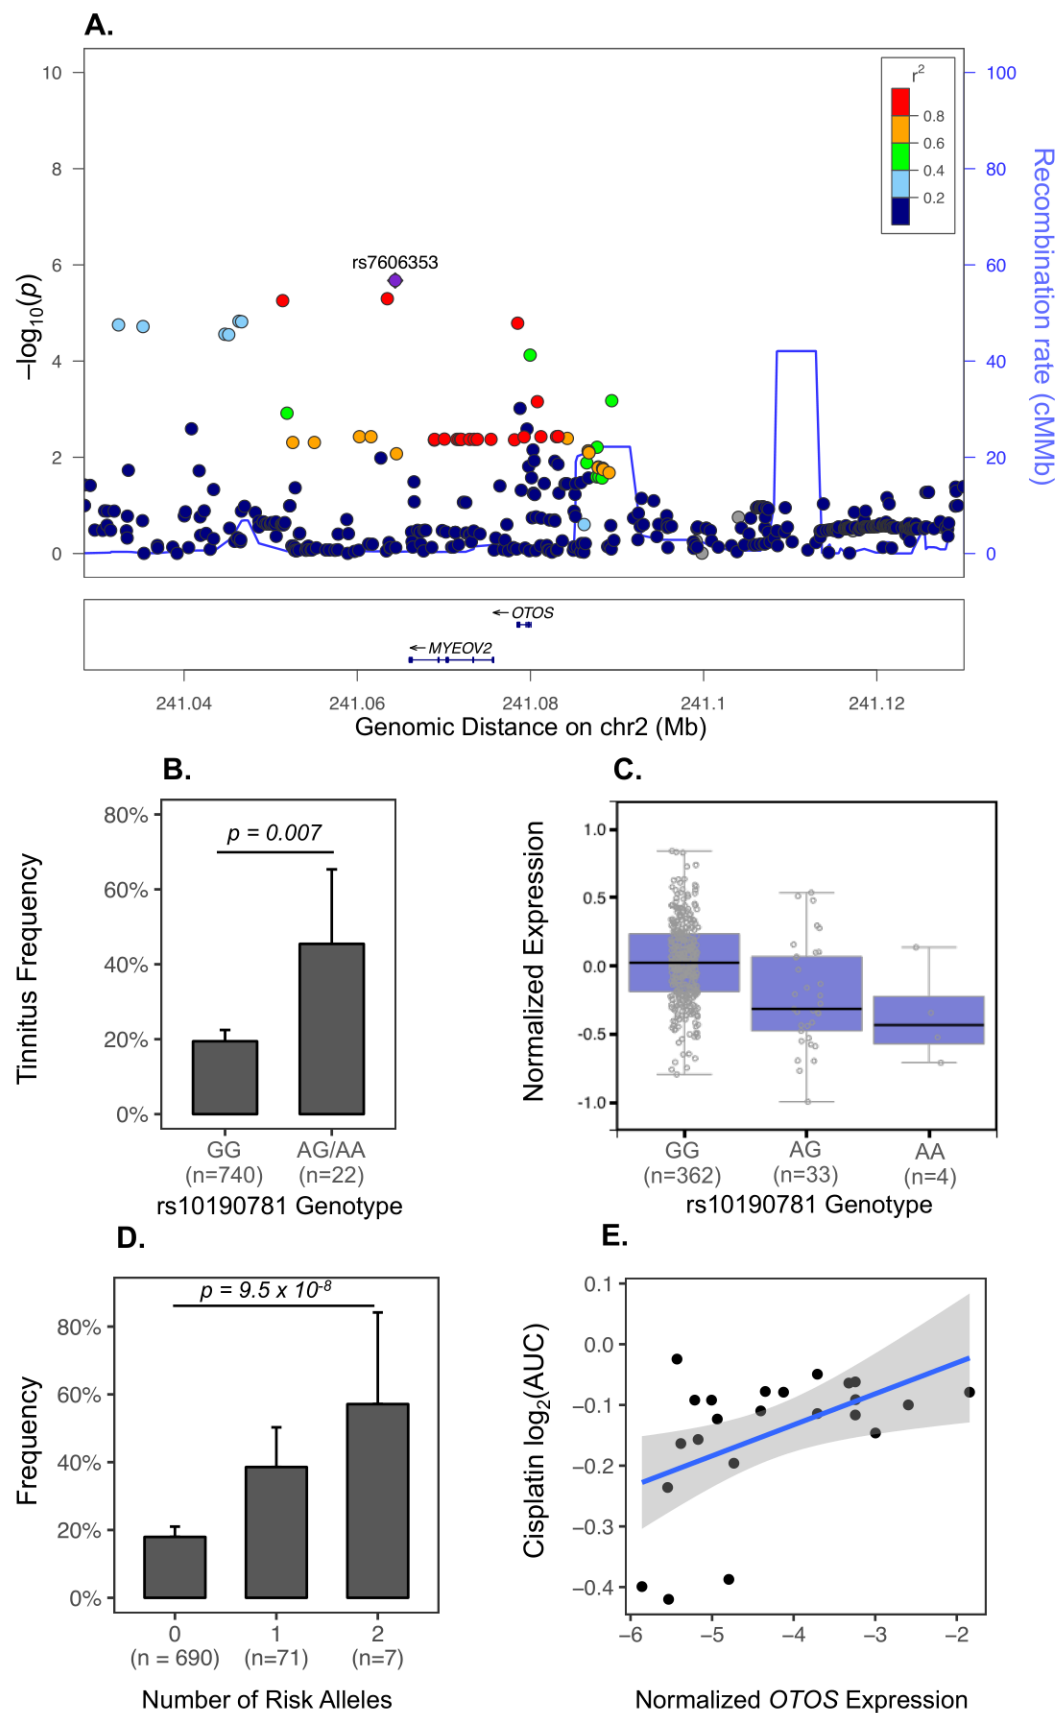 A.
10
8
6
4
2
0
−log10(p)
100
80
60
40
20
0
Recombination rate (cMMb)
r2
0.8
0.6
0.4
0.2
rs7606353
OTOS
MYEOV2
241.04 241.06 241.08 241.1 241.12
Genomic Distance on chr2 (Mb)
B.
80%
60%
40%
20%
0%
Tinnitus Frequency
p = 0.007
GG AG/AA
(n=740) (n=22)
rs10190781 Genotype
C.
1.0
0.5
0.0
-0.5
-1.0
Normalized Expression
GG AG AA
(n=362) (n=33) (n=4)
rs10190781 Genotype
D.
80%
60%
40%
20%
0%
Frequency
p = 9.5 x 10-8
0 1 2
(n = 690) (n=71) (n=7)
Number of Risk Alleles
E.
0.1
0.0
−0.1
−0.2
−0.3
−0.4
Cisplatin log2(AUC)
−6 −5 −4 −3 −2
Normalized OTOS Expression